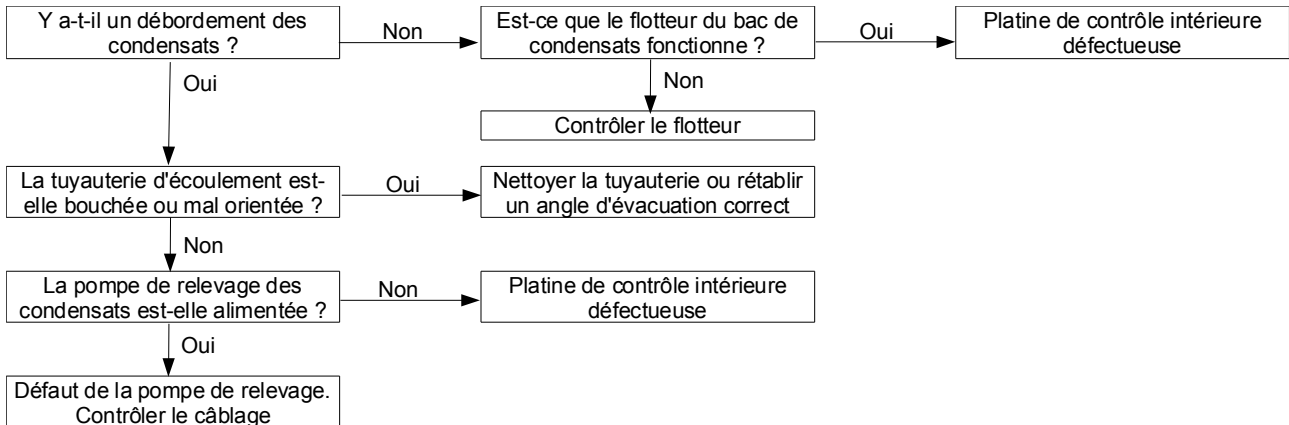 Y a-t-il un débordement des
condensats ?
Non
Est-ce que le flotteur du bac de
condensats fonctionne ?
Oui
Platine de contrôle intérieure
défectueuse
Oui
Non
Contrôler le flotteur
La tuyauterie d'écoulement est-
elle bouchée ou mal orientée ?
Oui
Nettoyer la tuyauterie ou rétablir
un angle d'évacuation correct
Non
La pompe de relevage des
condensats est-elle alimentée ?
Non
Platine de contrôle intérieure
défectueuse
Oui
Défaut de la pompe de relevage.
Contrôler le câblage